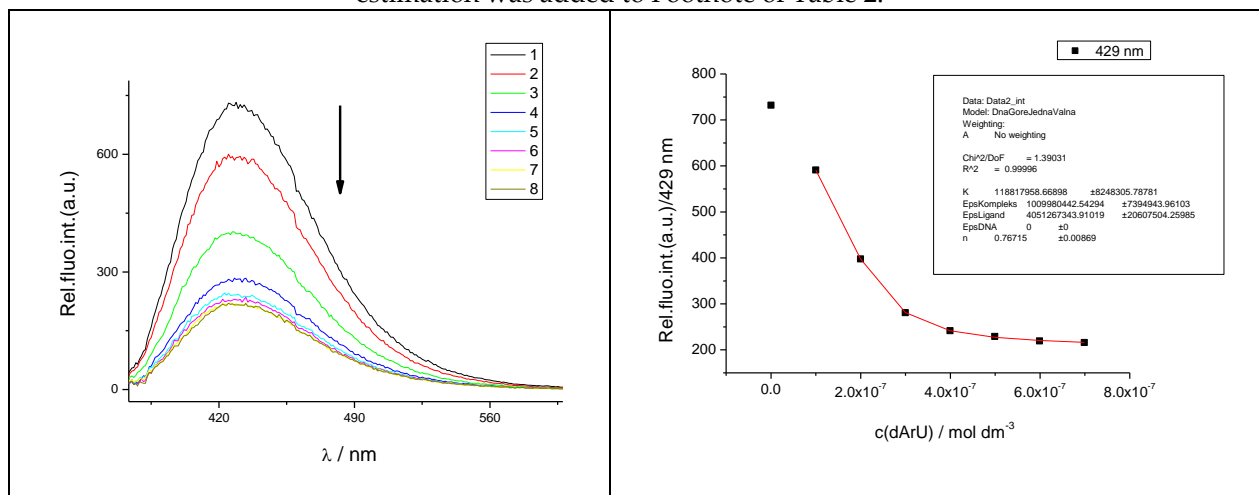 estimation was added to Footnote of Table 2.
1
2
3
4
5
6
7
8
600
300
0
420 490 560
Rel.fluo.int.(a.u.)
λ / nm
429 nm
800
700
600
500
400
300
200
Rel.fluo.int.(a.u.)/429 nm
Data: Data2_int
Model: DnaGoreJednaValna
Weighting:
A No weighting
Chi^2/DoF = 1.39031
R^2 = 0.99996
K 118817958.66898 ±8248305.78781
EpsKompleks 1009980442.54294 ±7394943.96103
EpsLigand 4051267343.91019 ±20607504.25985
EpsDNA 0 ±0
n 0.76715 ±0.00869
0.0 2.0x10⁻⁷ 4.0x10⁻⁷ 6.0x10⁻⁷ 8.0x10⁻⁷
c(dArU) / mol dm⁻³